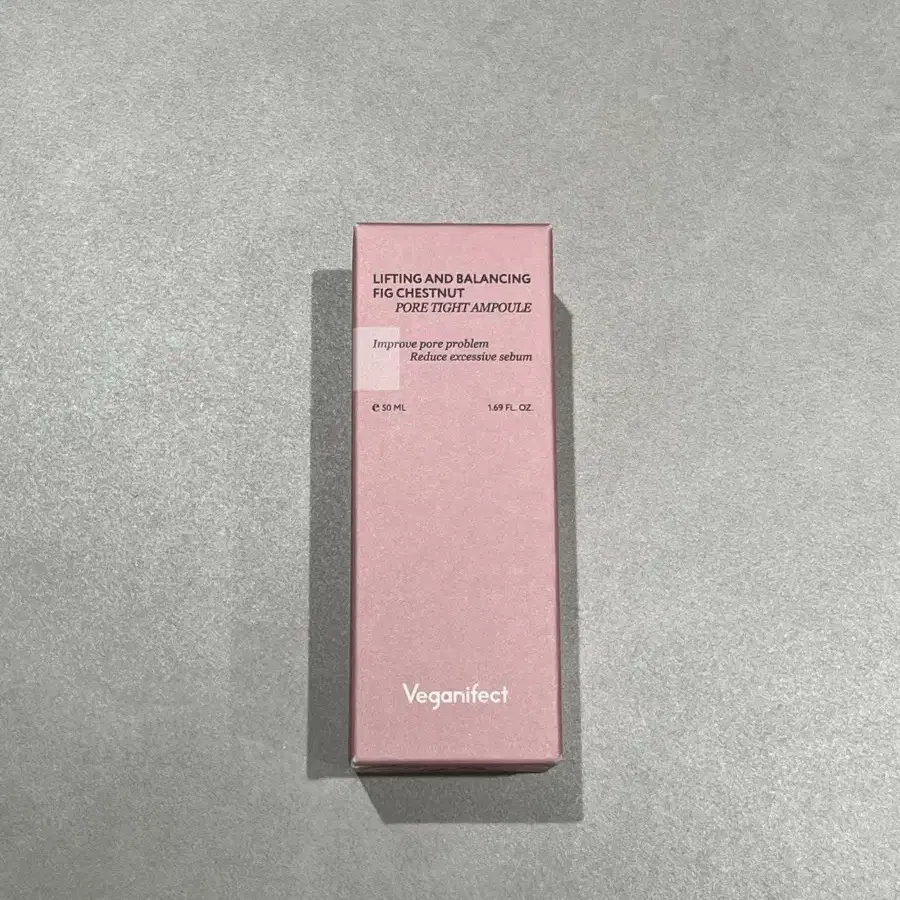 LIFTING AND BALANCING
FIG CHESTNUT
PORE TIGHT AMPOULE
Improve pore problem
Reduce excessive sebum
℮ 50 ML 1.69 FL. OZ.
Veganifect